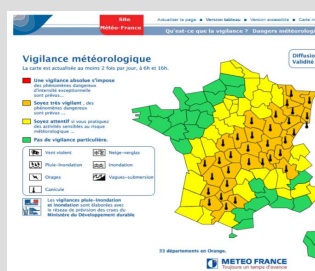 Site
Météo-France
Actualiser la page
Version tableau
Version accessible
Carte
Qu'est-ce que la vigilance ?
Dangers météorolog
Vigilance météorologique
La carte est actualisée au moins 2 fois par jour, à 6h et 16h.
Diffusion
Validité
Une vigilance absolue s'impose
des phénomènes dangereux
d'intensité exceptionnelle
sont prévus...
Soyez très vigilant, des
phénomènes dangereux
sont prévus ...
Soyez attentif si vous pratiquez
des activités sensibles au risque
météorologique ...
Pas de vigilance particulière.
Vent violent
Neige-verglas
Pluie-inondation
Inondation
Orages
Vagues-submersion
Canicule
Les vigilances pluie-inondation
et inondation sont élaborées avec
le réseau de prévision des crues du
Ministère du Développement durable
33 départements en Orange.
METEO FRANCE
Toujours un temps d'avance